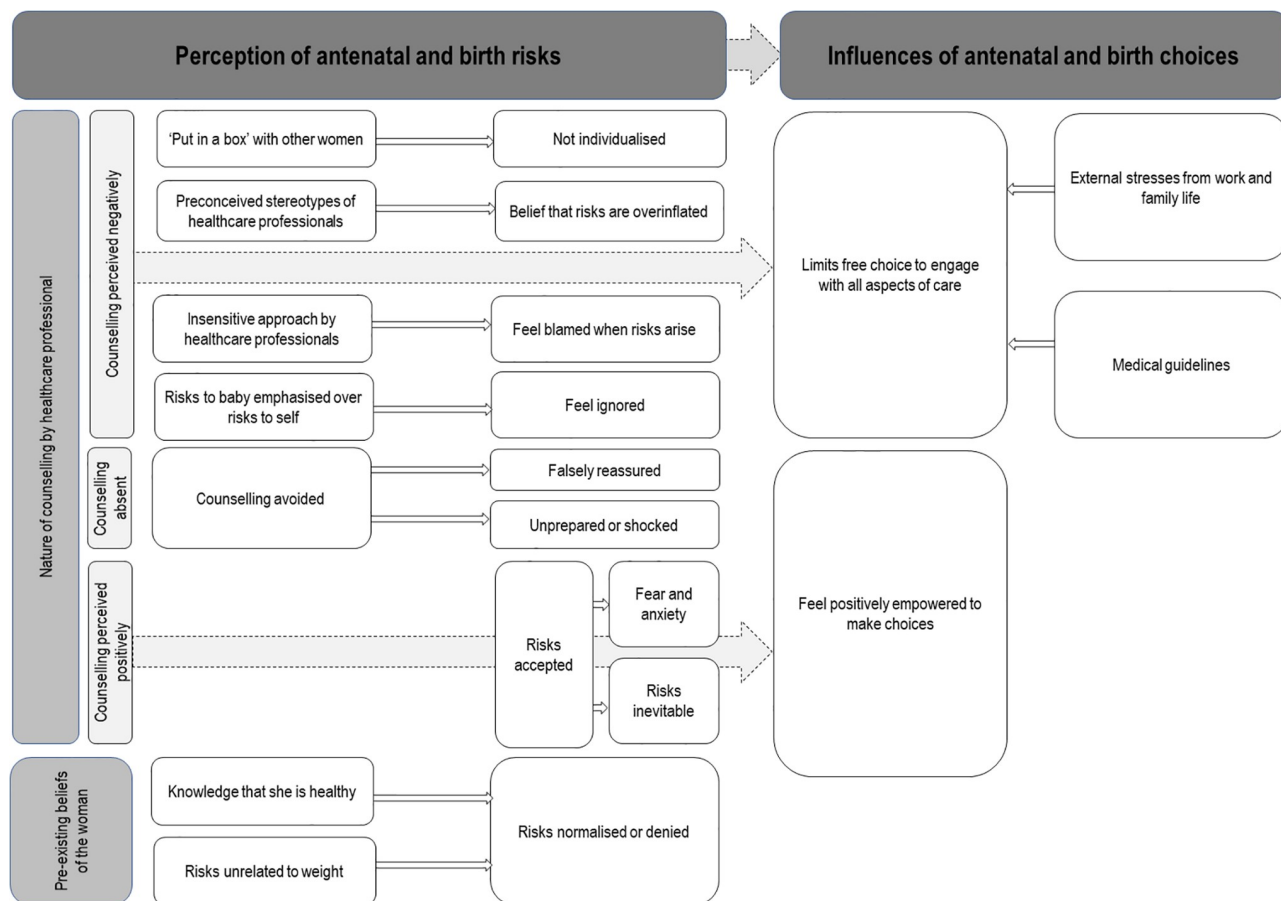 Perception of antenatal and birth risks
Influences of antenatal and birth choices
Nature of counselling by healthcare professional
Counselling perceived negatively
'Put in a box' with other women
Not individualised
Preconceived stereotypes of
healthcare professionals
Belief that risks are overinflated
Insensitive approach by
healthcare professionals
Feel blamed when risks arise
Risks to baby emphasised over
risks to self
Feel ignored
Counselling
absent
Counselling avoided
Falsely reassured
Unprepared or shocked
Counselling perceived
positively
Risks
accepted
Fear and
anxiety
Risks
inevitable
Pre-existing beliefs
of the woman
Knowledge that she is healthy
Risks unrelated to weight
Risks normalised or denied
Limits free choice to engage
with all aspects of care
Feel positively empowered to
make choices
External stresses from work and
family life
Medical guidelines